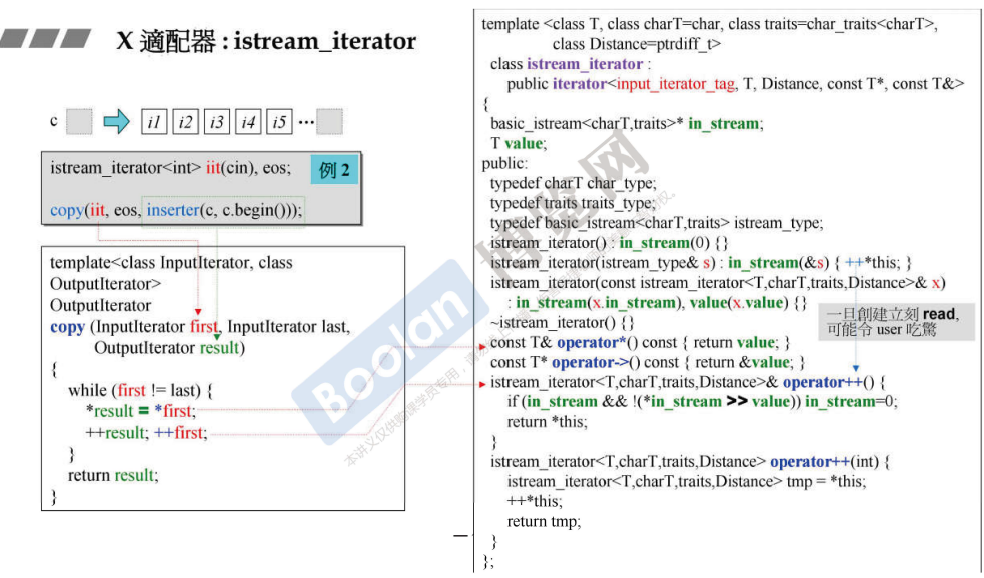 X 適配器 : istream_iterator
c
i1 i2 i3 i4 i5 ...
istream_iterator<int> iit(cin), eos;
例 2
copy(iit, eos, inserter(c, c.begin()));
template<class InputIterator, class
OutputIterator>
OutputIterator
copy (InputIterator first, InputIterator last,
OutputIterator result)
{
while (first != last) {
*result = *first;
++result; ++first;
}
return result;
}
template <class T, class charT=char, class traits=char_traits<charT>,
class Distance=ptrdiff_t>
class istream_iterator :
public iterator<input_iterator_tag, T, Distance, const T*, const T&>
{
basic_istream<charT,traits>* in_stream;
T value;
public:
typedef charT char_type;
typedef traits traits_type;
typedef basic_istream<charT,traits> istream_type;
istream_iterator() : in_stream(0) {}
istream_iterator(istream_type& s) : in_stream(&s) { ++*this; }
istream_iterator(const istream_iterator<T,charT,traits,Distance>& x)
: in_stream(x.in_stream), value(x.value) {}
~istream_iterator() {}
const T& operator*() const { return value; }
const T* operator->() const { return &value; }
istream_iterator<T,charT,traits,Distance>& operator++() {
if (in_stream && !(*in_stream >> value)) in_stream=0;
return *this;
}
istream_iterator<T,charT,traits,Distance> operator++(int) {
istream_iterator<T,charT,traits,Distance> tmp = *this;
++*this;
return tmp;
}
};
一旦創建立刻 read,
可能令 user 吃驚
Boolan 博览网
本讲义仅供购课学员专用，